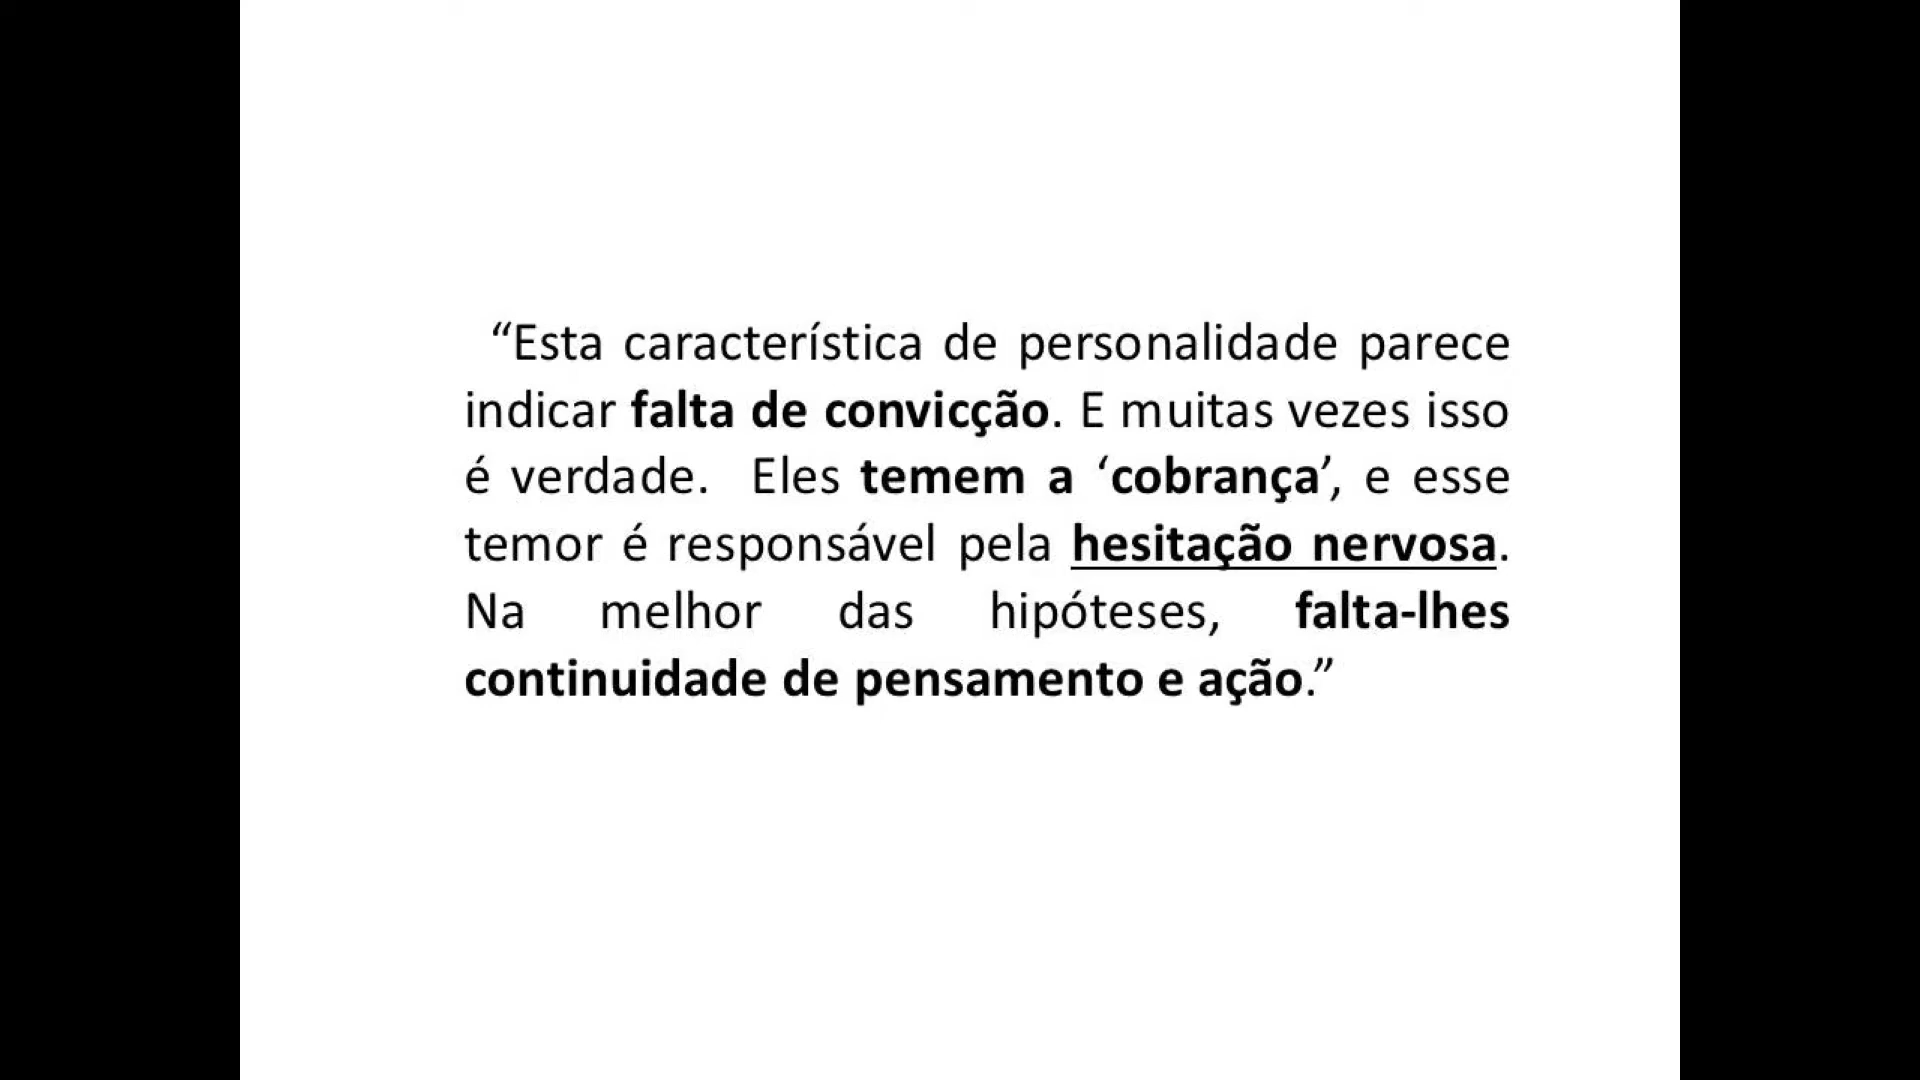 “Esta característica de personalidade parece
indicar falta de convicção. E muitas vezes isso
é verdade.  Eles temem a ‘cobrança’, e esse
temor é responsável pela hesitação nervosa.
Na melhor das hipóteses, falta-lhes
continuidade de pensamento e ação.”